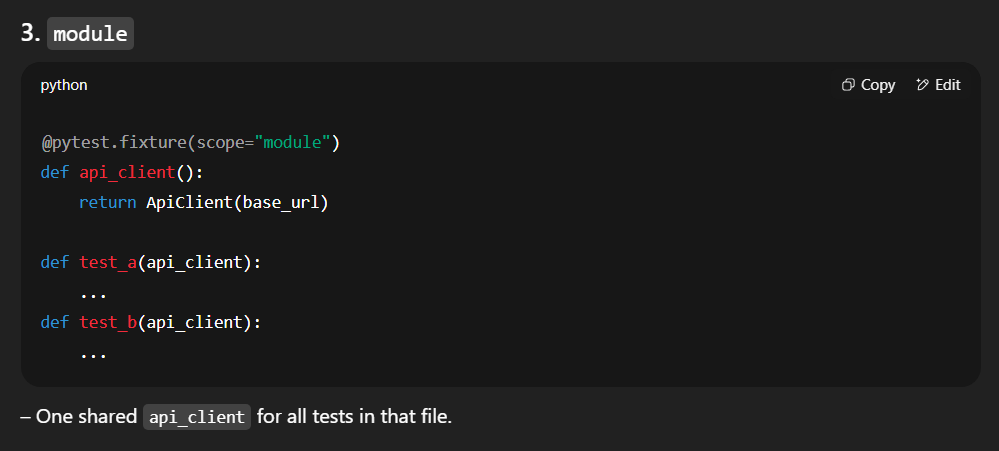 3. module
python
Copy
Edit
@pytest.fixture(scope="module")
def api_client():
    return ApiClient(base_url)
def test_a(api_client):
    ...
def test_b(api_client):
    ...
– One shared api_client for all tests in that file.